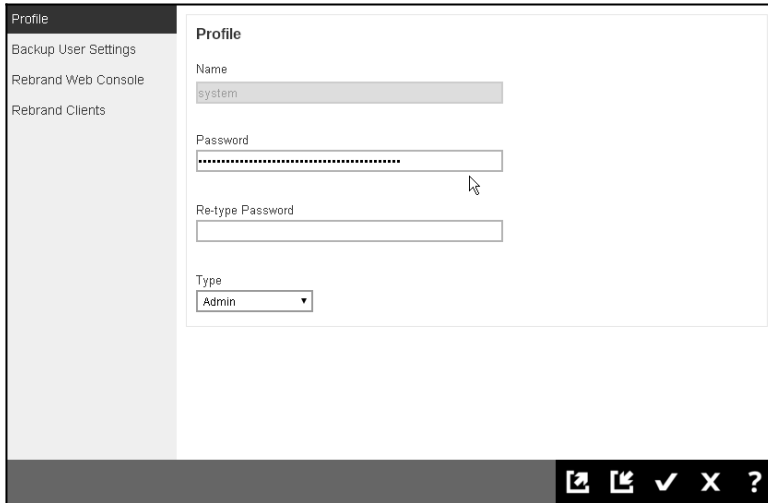 Profile
Backup User Settings
Rebrand Web Console
Rebrand Clients
Profile
Name
system
Password
Re-type Password
Type
Admin
?